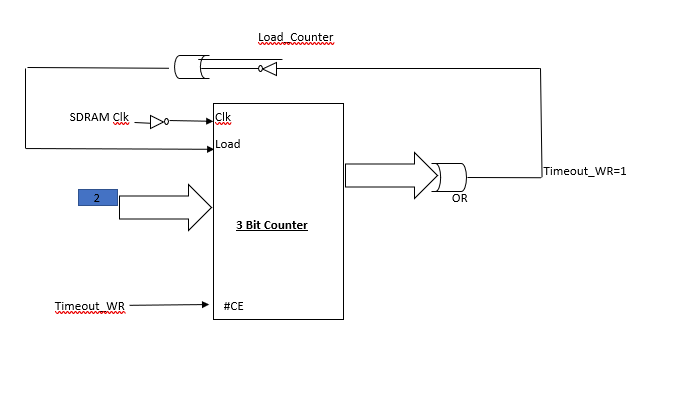 Load_Counter
SDRAM Clk
Clk
Load
Timeout_WR=1
2
OR
3 Bit Counter
Timeout_WR
#CE